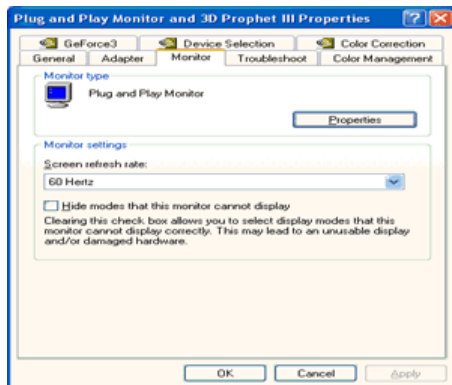 Plug and Play Monitor and 3D Prophet III Properties
GeForce3 Device Selection Color Correction
General Adapter Monitor Troubleshoot Color Management
Monitor type
Plug and Play Monitor
Properties
Monitor settings
Screen refresh rate:
60 Hertz
Hide modes that this monitor cannot display
Clearing this check box allows you to select display modes that this
monitor cannot display correctly. This may lead to an unusable display
and/or damaged hardware.
OK Cancel Apply